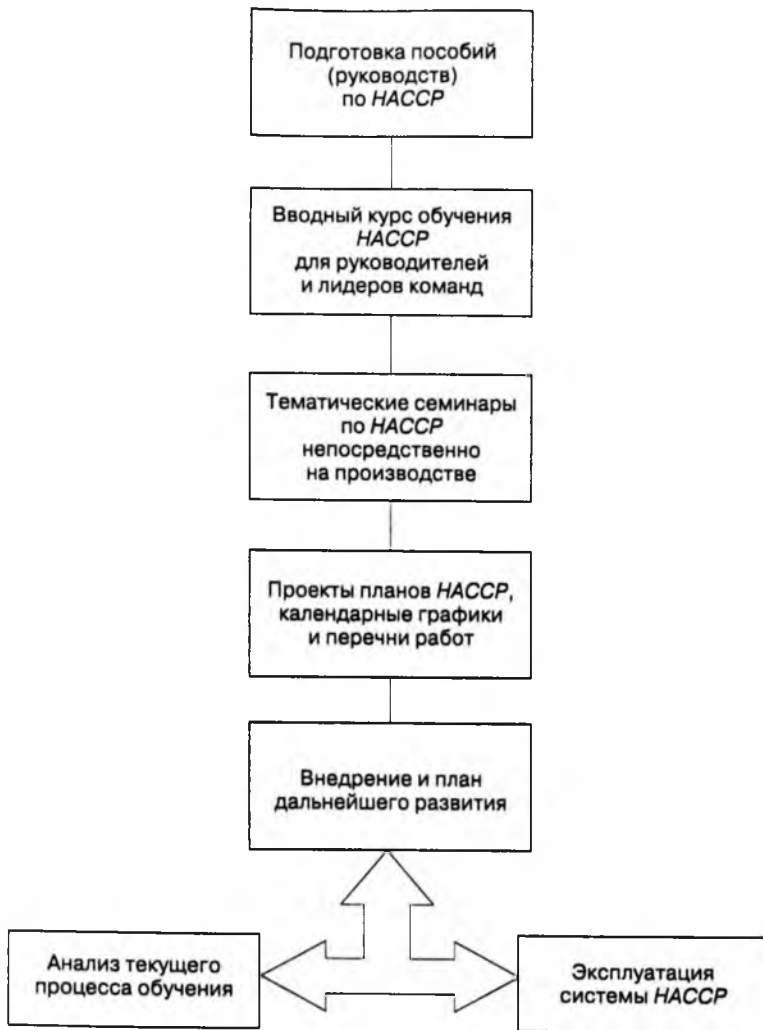 Подготовка пособий
(руководств)
по НАССР
Вводный курс обучения
НАССР
для руководителей
и лидеров команд
Тематические семинары
по НАССР
непосредственно
на производстве
Проекты планов НАССР,
календарные графики
и перечни работ
Внедрение и план
дальнейшего развития
Анализ текущего
процесса обучения
Эксплуатация
системы НАССР